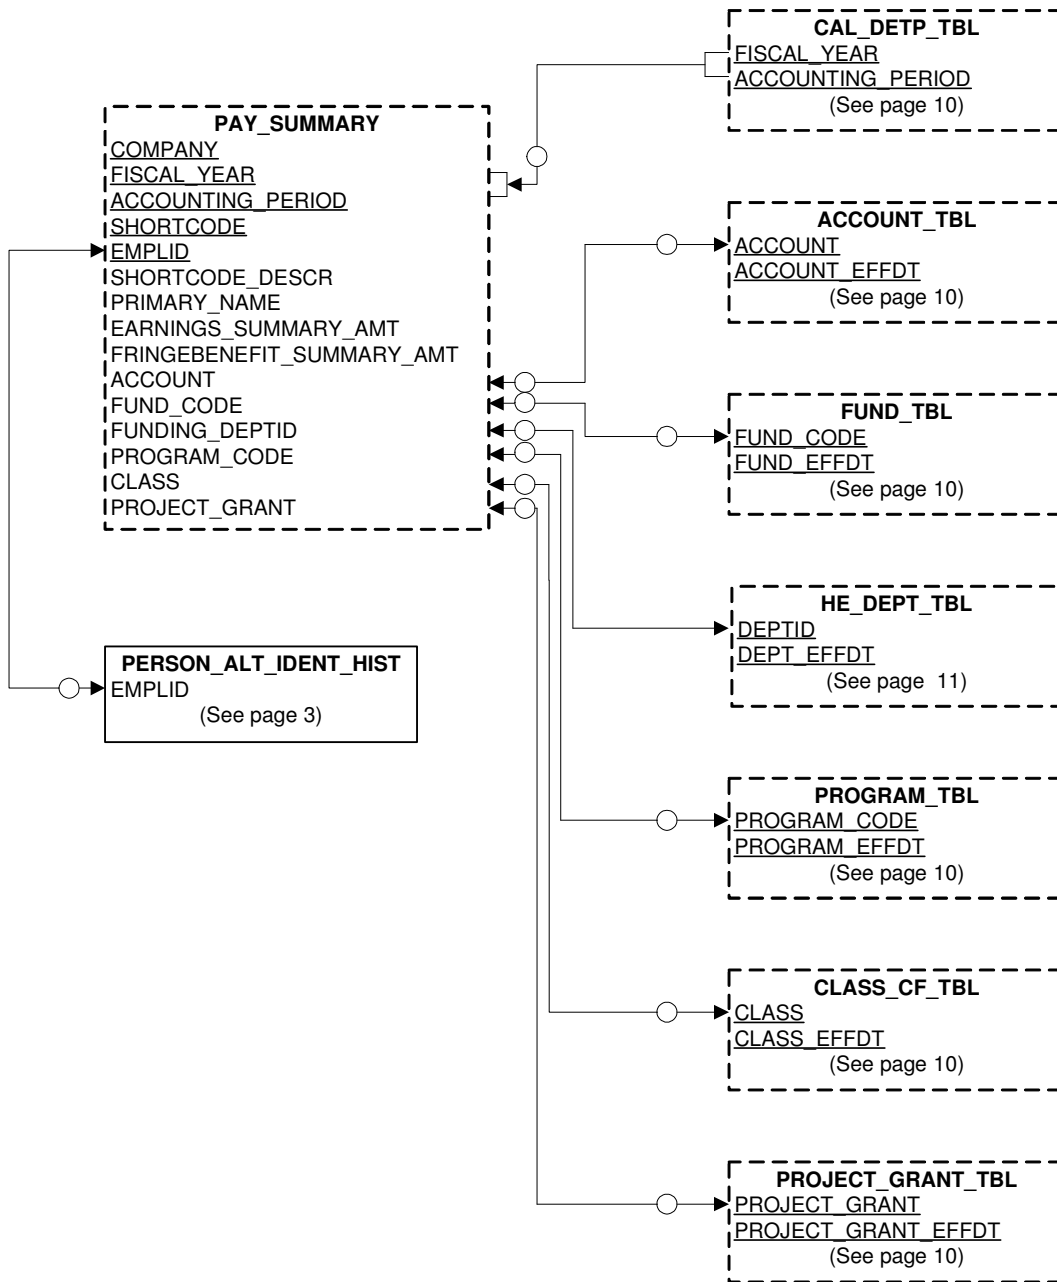 CAL_DETP_TBL
FISCAL_YEAR
ACCOUNTING_PERIOD
(See page 10)
PAY_SUMMARY
COMPANY
FISCAL_YEAR
ACCOUNTING_PERIOD
SHORTCODE
EMPLID
SHORTCODE_DESCR
PRIMARY_NAME
EARNINGS_SUMMARY_AMT
FRINGEBENEFIT_SUMMARY_AMT
ACCOUNT
FUND_CODE
FUNDING_DEPTID
PROGRAM_CODE
CLASS
PROJECT_GRANT
ACCOUNT_TBL
ACCOUNT
ACCOUNT_EFFDT
(See page 10)
FUND_TBL
FUND_CODE
FUND_EFFDT
(See page 10)
HE_DEPT_TBL
DEPTID
DEPT_EFFDT
(See page 11)
PERSON_ALT_IDENT_HIST
EMPLID
(See page 3)
PROGRAM_TBL
PROGRAM_CODE
PROGRAM_EFFDT
(See page 10)
CLASS_CF_TBL
CLASS
CLASS_EFFDT
(See page 10)
PROJECT_GRANT_TBL
PROJECT_GRANT
PROJECT_GRANT_EFFDT
(See page 10)